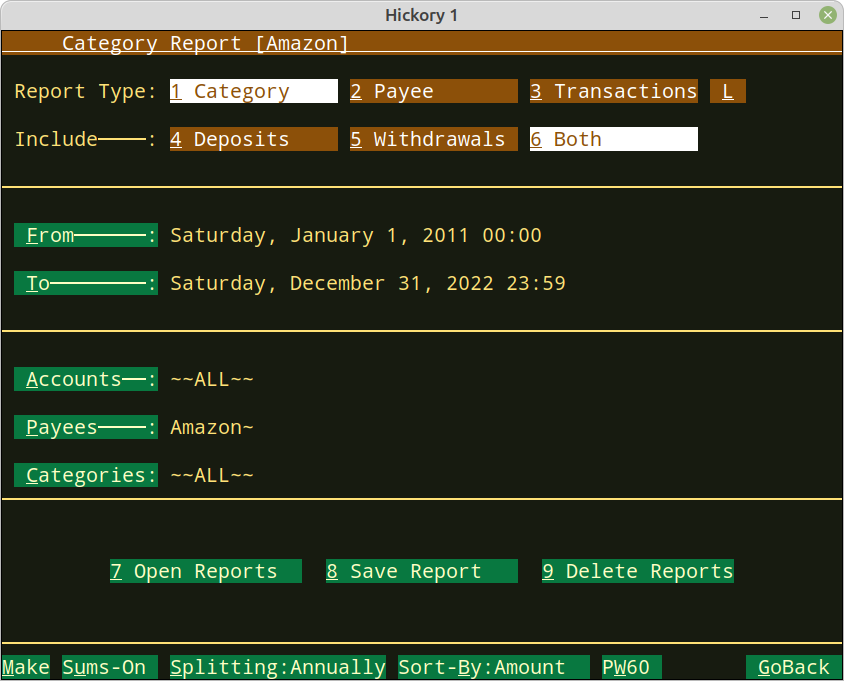 Hickory 1
Category Report [Amazon]
Report Type: 1 Category 2 Payee 3 Transactions L
Include────: 4 Deposits 5 Withdrawals 6 Both
From──────: Saturday, January 1, 2011 00:00
To────────: Saturday, December 31, 2022 23:59
Accounts──: ~~ALL~~
Payees────: Amazon~
Categories: ~~ALL~~
7 Open Reports 8 Save Report 9 Delete Reports
Make Sums-On Splitting:Annually Sort-By:Amount PW60 GoBack